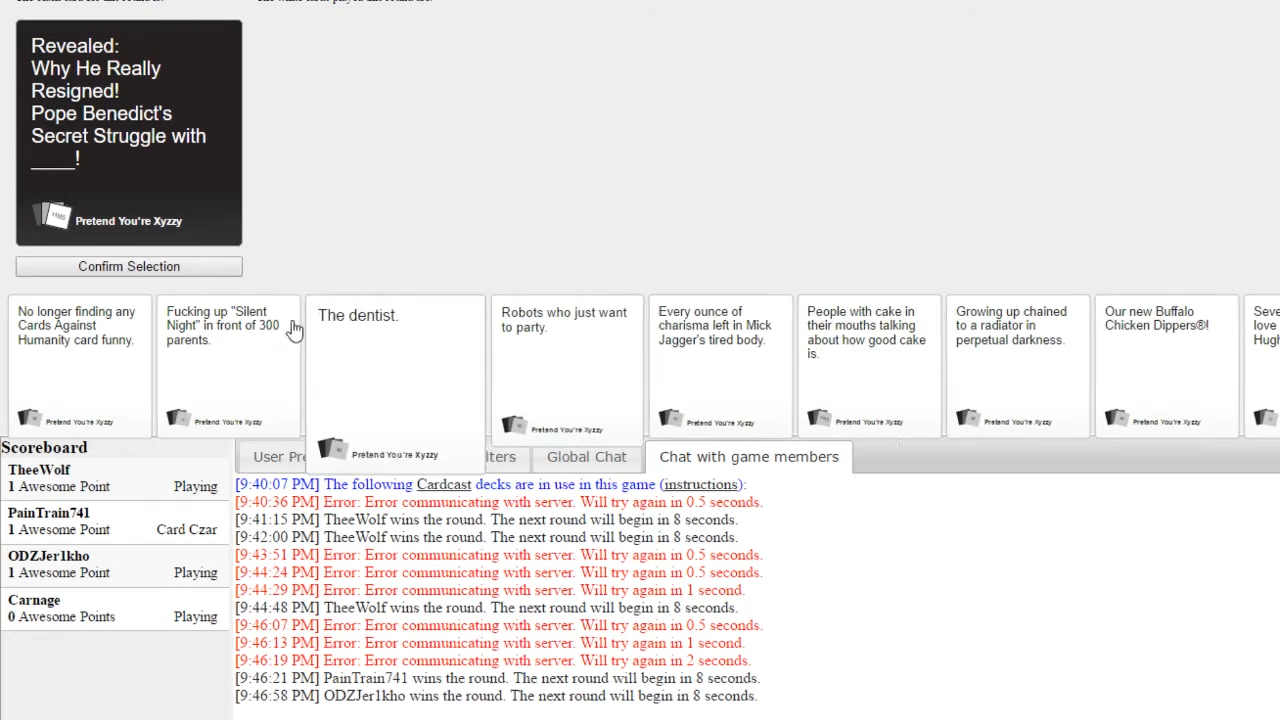 Revealed:
Why He Really
Resigned!
Pope Benedict's
Secret Struggle with
____!
Pretend You're Xyzzy
Confirm Selection
No longer finding any
Cards Against
Humanity card funny.
Pretend You're Xyzzy
Fucking up "Silent
Night" in front of 300
parents.
Pretend You're Xyzzy
The dentist.
Pretend You're Xyzzy
Robots who just want
to party.
Pretend You're Xyzzy
Every ounce of
charisma left in Mick
Jagger's tired body.
Pretend You're Xyzzy
People with cake in
their mouths talking
about how good cake
is.
Pretend You're Xyzzy
Growing up chained
to a radiator in
perpetual darkness.
Pretend You're Xyzzy
Our new Buffalo
Chicken Dippers®!
Pretend You're Xyzzy
Seve
love
Hugh
Scoreboard
TheeWolf
1 Awesome Point Playing
PainTrain741
1 Awesome Point Card Czar
ODZJer1kho
1 Awesome Point Playing
Carnage
0 Awesome Points Playing
User Pre lters Global Chat Chat with game members
[9:40:07 PM] The following Cardcast decks are in use in this game (instructions):
[9:40:36 PM] Error: Error communicating with server. Will try again in 0.5 seconds.
[9:41:15 PM] TheeWolf wins the round. The next round will begin in 8 seconds.
[9:42:00 PM] TheeWolf wins the round. The next round will begin in 8 seconds.
[9:43:51 PM] Error: Error communicating with server. Will try again in 0.5 seconds.
[9:44:24 PM] Error: Error communicating with server. Will try again in 0.5 seconds.
[9:44:29 PM] Error: Error communicating with server. Will try again in 1 second.
[9:44:48 PM] TheeWolf wins the round. The next round will begin in 8 seconds.
[9:46:07 PM] Error: Error communicating with server. Will try again in 0.5 seconds.
[9:46:13 PM] Error: Error communicating with server. Will try again in 1 second.
[9:46:19 PM] Error: Error communicating with server. Will try again in 2 seconds.
[9:46:21 PM] PainTrain741 wins the round. The next round will begin in 8 seconds.
[9:46:58 PM] ODZJer1kho wins the round. The next round will begin in 8 seconds.